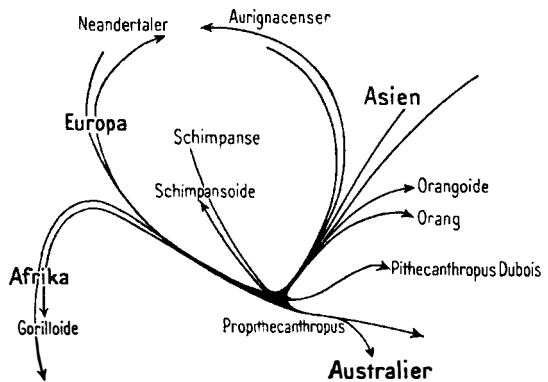 Neandertaler
Aurignacenser
Asien
Europa
Schimpanse
Schimpansoide
Orangoide
Orang
Afrika
Pithecanthropus Dubois
Gorilloide
Propithecanthropus
Australier